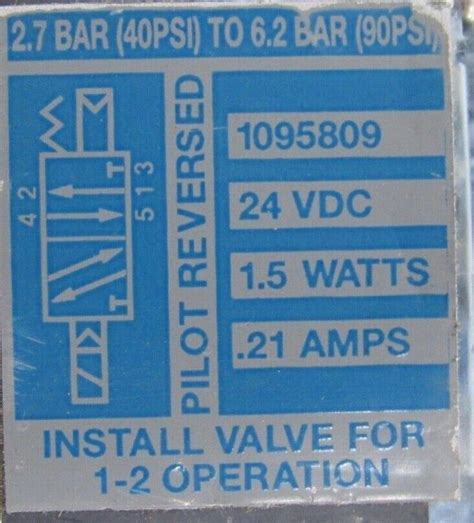 2.7 BAR (40PSI) TO 6.2 BAR (90PSI)
4 2
5 1 3
PILOT REVERSED
1095809
24 VDC
1.5 WATTS
.21 AMPS
INSTALL VALVE FOR
1-2 OPERATION